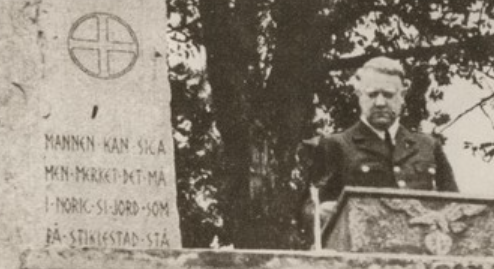 MANNEN·KAN·SIGA
MEN·MERKET·DET·MÅ
I·NORIG·SI·JORD·SOM
PÅ·STIKLESTAD·STÅ